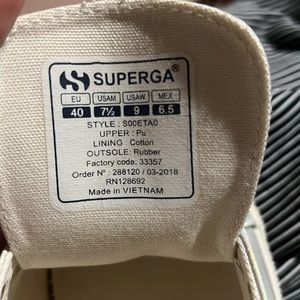 S SUPERGA®
EU USAM USAW MEX
40 7½ 9 6.5
STYLE : S00ETA0
UPPER : Pu
LINING : Cotton
OUTSOLE: Rubber
Factory code. 33357
Order N° : 288120 / 03-2018
RN128692
Made in VIETNAM